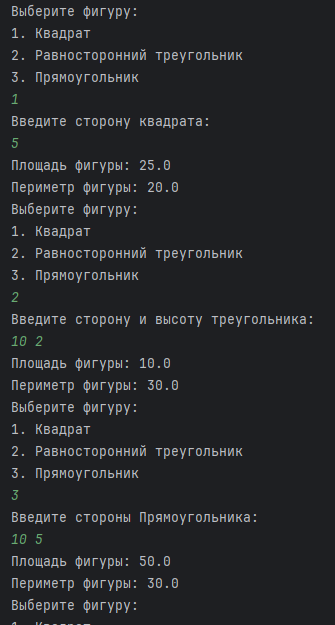 Выберите фигуру:
1. Квадрат
2. Равносторонний треугольник
3. Прямоугольник
1
Введите сторону квадрата:
5
Площадь фигуры: 25.0
Периметр фигуры: 20.0
Выберите фигуру:
1. Квадрат
2. Равносторонний треугольник
3. Прямоугольник
2
Введите сторону и высоту треугольника:
10 2
Площадь фигуры: 10.0
Периметр фигуры: 30.0
Выберите фигуру:
1. Квадрат
2. Равносторонний треугольник
3. Прямоугольник
3
Введите стороны Прямоугольника:
10 5
Площадь фигуры: 50.0
Периметр фигуры: 30.0
Выберите фигуру:
1. Квадрат